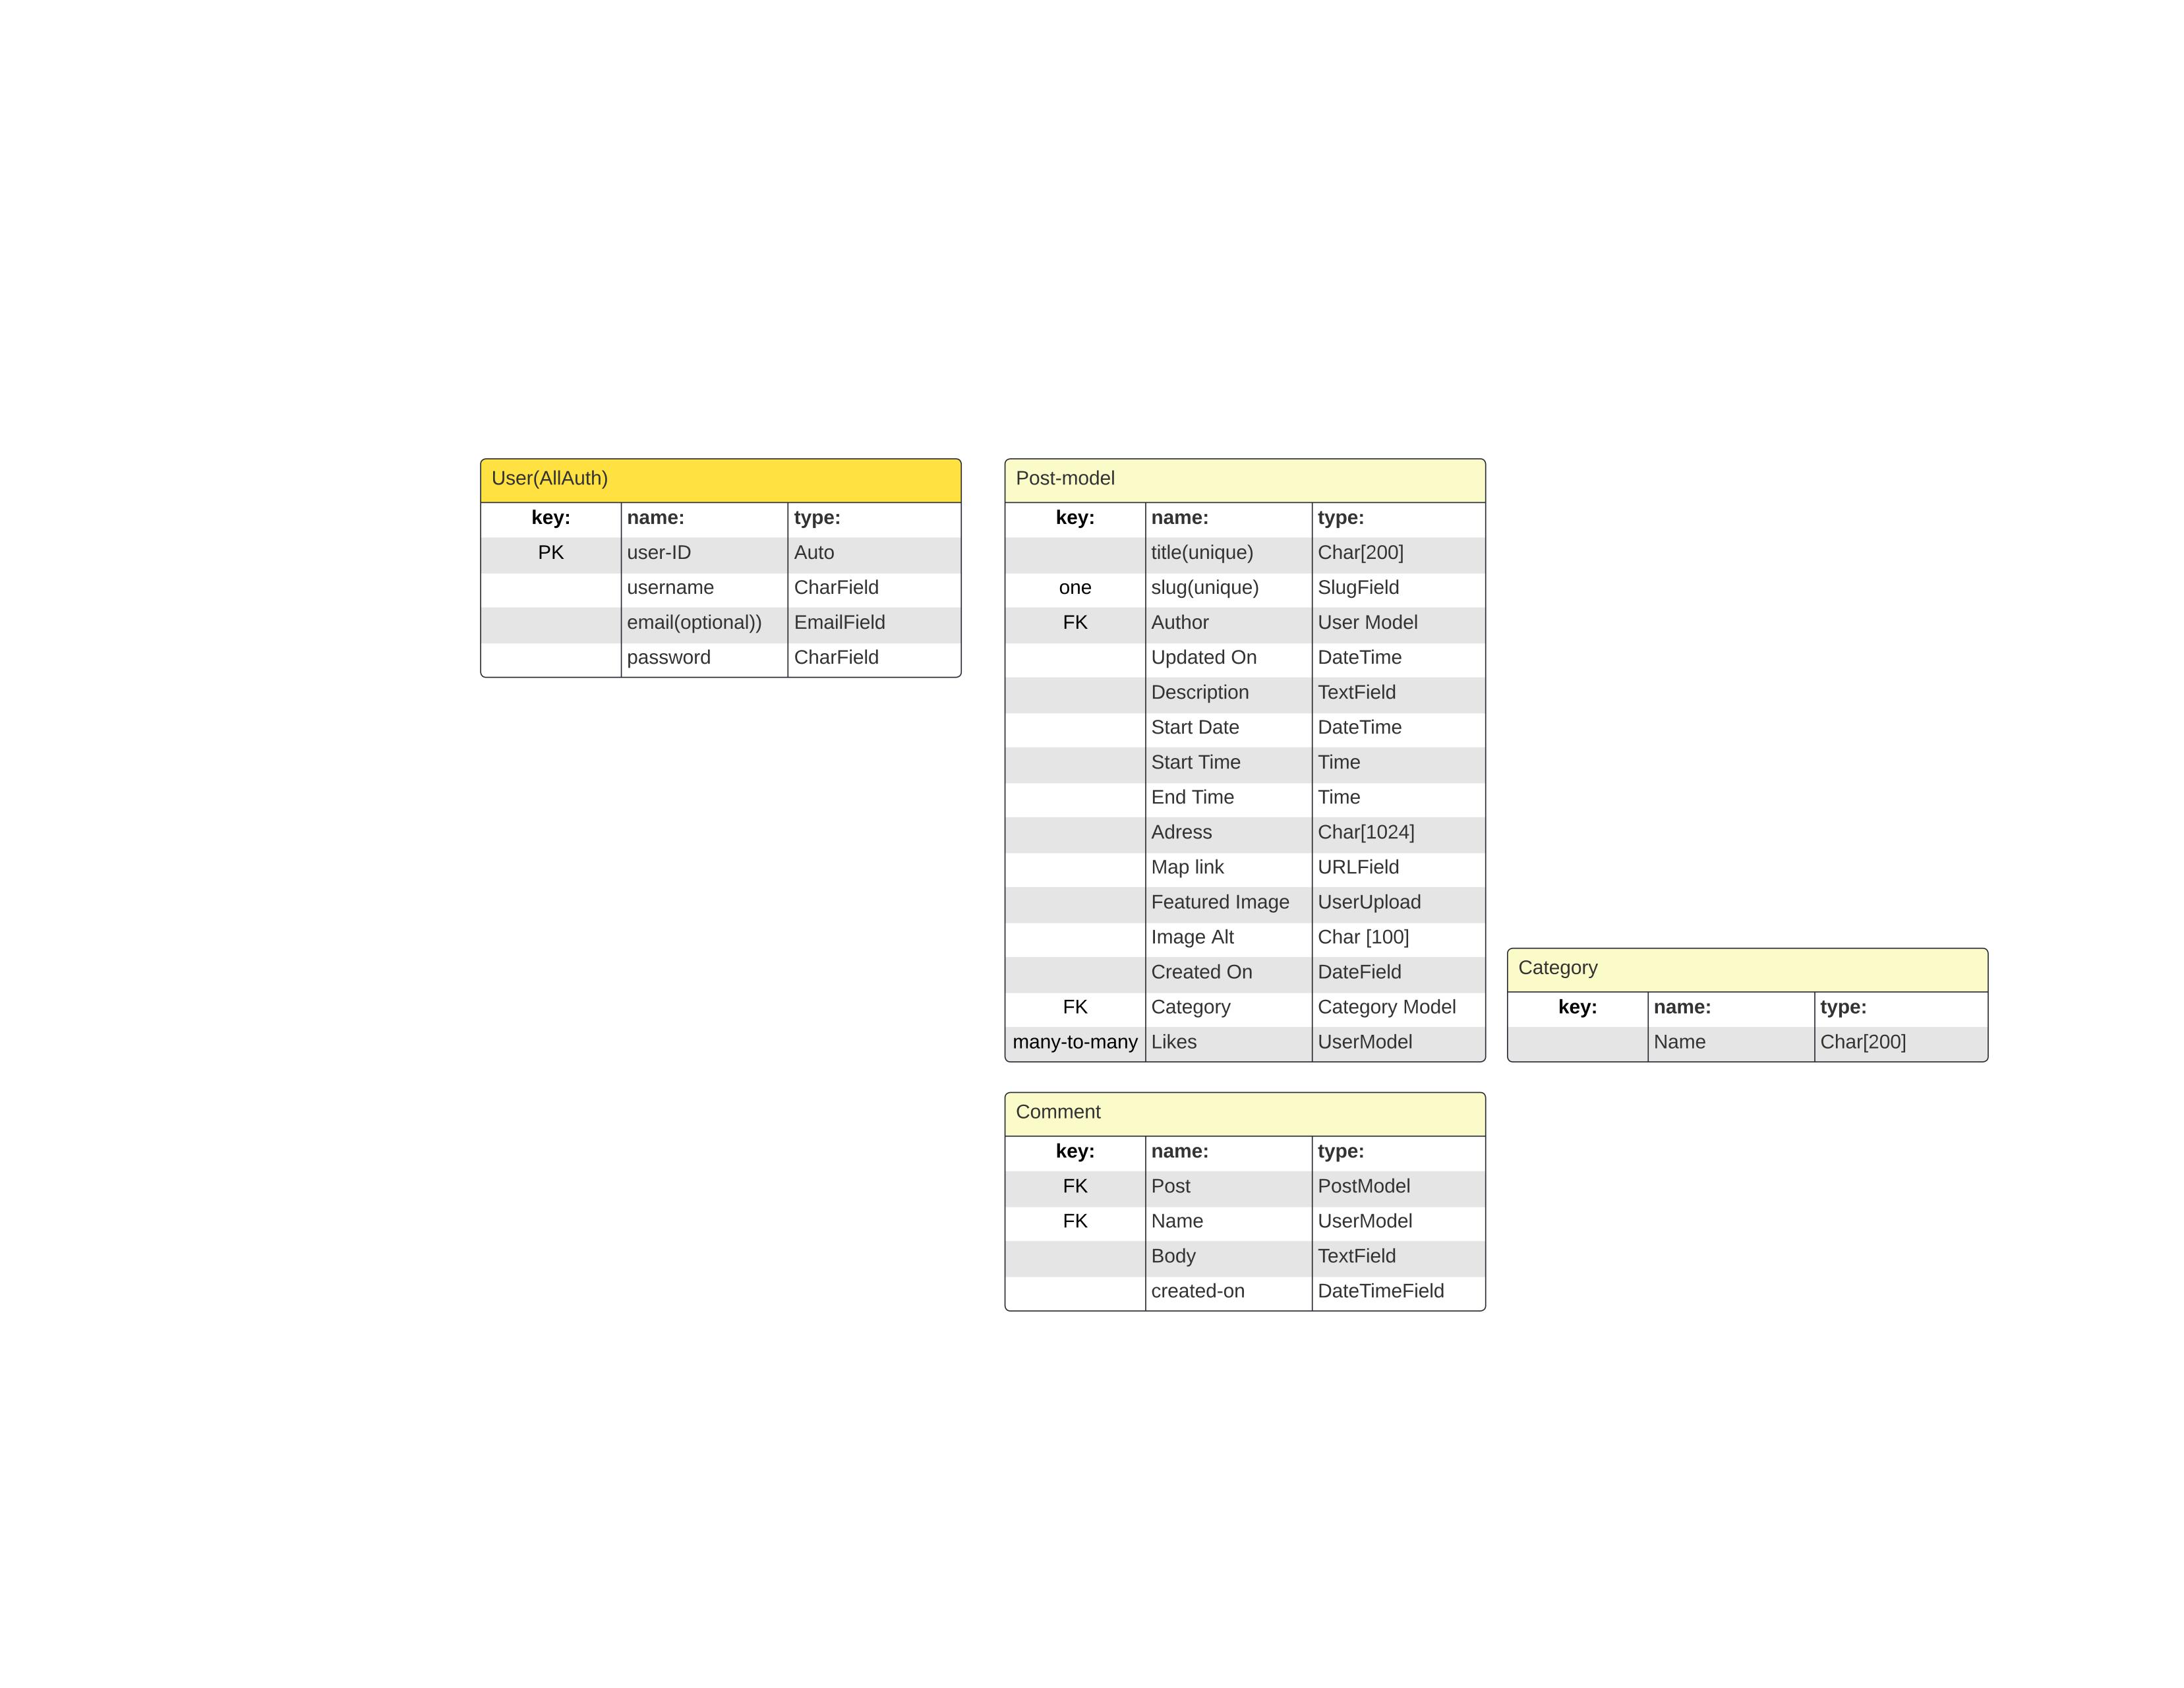 User(AllAuth)
key: name: type:
PK user-ID Auto
username CharField
email(optional)) EmailField
password CharField
Post-model
key: name: type:
title(unique) Char[200]
one slug(unique) SlugField
FK Author User Model
Updated On DateTime
Description TextField
Start Date DateTime
Start Time Time
End Time Time
Adress Char[1024]
Map link URLField
Featured Image UserUpload
Image Alt Char [100]
Created On DateField
FK Category Category Model
many-to-many Likes UserModel
Category
key: name: type:
Name Char[200]
Comment
key: name: type:
FK Post PostModel
FK Name UserModel
Body TextField
created-on DateTimeField